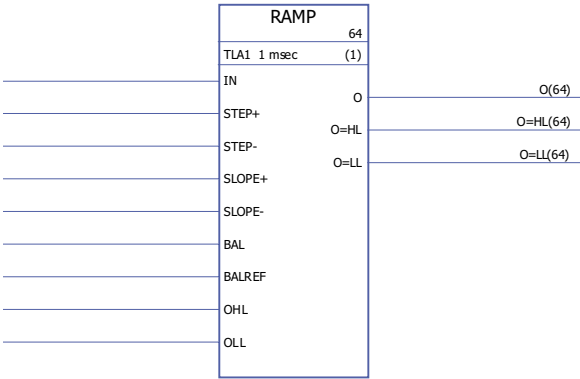 RAMP
64
TLA1 1 msec (1)
IN
O O(64)
STEP+
O=HL O=HL(64)
STEP-
O=LL O=LL(64)
SLOPE+
SLOPE-
BAL
BALREF
OHL
OLL